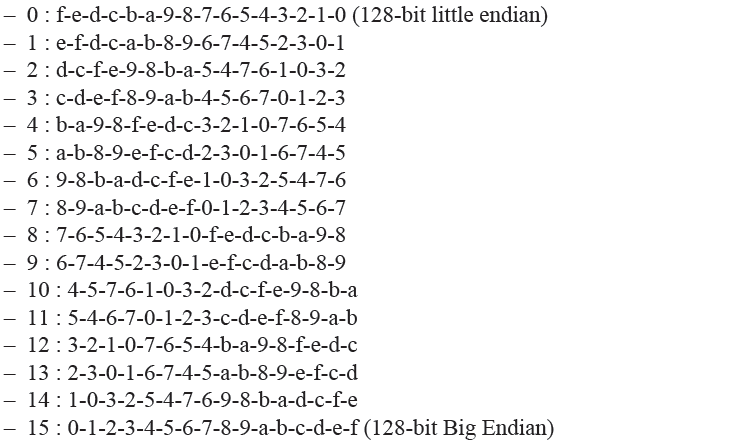 – 0 : f-e-d-c-b-a-9-8-7-6-5-4-3-2-1-0 (128-bit little endian)
– 1 : e-f-d-c-a-b-8-9-6-7-4-5-2-3-0-1
– 2 : d-c-f-e-9-8-b-a-5-4-7-6-1-0-3-2
– 3 : c-d-e-f-8-9-a-b-4-5-6-7-0-1-2-3
– 4 : b-a-9-8-f-e-d-c-3-2-1-0-7-6-5-4
– 5 : a-b-8-9-e-f-c-d-2-3-0-1-6-7-4-5
– 6 : 9-8-b-a-d-c-f-e-1-0-3-2-5-4-7-6
– 7 : 8-9-a-b-c-d-e-f-0-1-2-3-4-5-6-7
– 8 : 7-6-5-4-3-2-1-0-f-e-d-c-b-a-9-8
– 9 : 6-7-4-5-2-3-0-1-e-f-c-d-a-b-8-9
– 10 : 4-5-7-6-1-0-3-2-d-c-f-e-9-8-b-a
– 11 : 5-4-6-7-0-1-2-3-c-d-e-f-8-9-a-b
– 12 : 3-2-1-0-7-6-5-4-b-a-9-8-f-e-d-c
– 13 : 2-3-0-1-6-7-4-5-a-b-8-9-e-f-c-d
– 14 : 1-0-3-2-5-4-7-6-9-8-b-a-d-c-f-e
– 15 : 0-1-2-3-4-5-6-7-8-9-a-b-c-d-e-f (128-bit Big Endian)